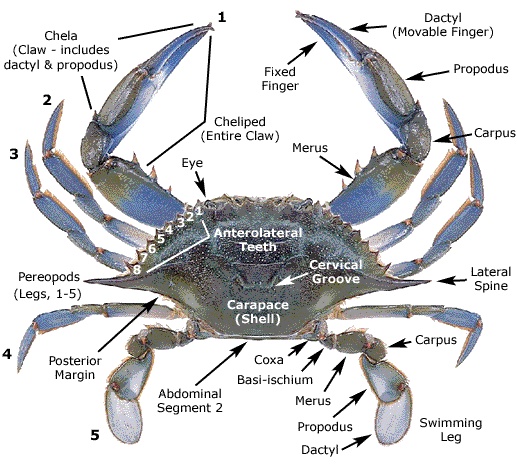 1
Chela
(Claw - includes
dactyl & propodus)
Dactyl
(Movable Finger)
Fixed
Finger
Propodus
2
Cheliped
(Entire Claw)
Carpus
3
Merus
Eye
1
2
3
4
5
6
7
8
Anterolateral
Teeth
Cervical
Groove
Pereopods
(Legs, 1-5)
Lateral
Spine
Carapace
(Shell)
4
Posterior
Margin
Coxa
Carpus
Basi-ischium
Abdominal
Segment 2
Merus
5
Propodus
Swimming
Leg
Dactyl